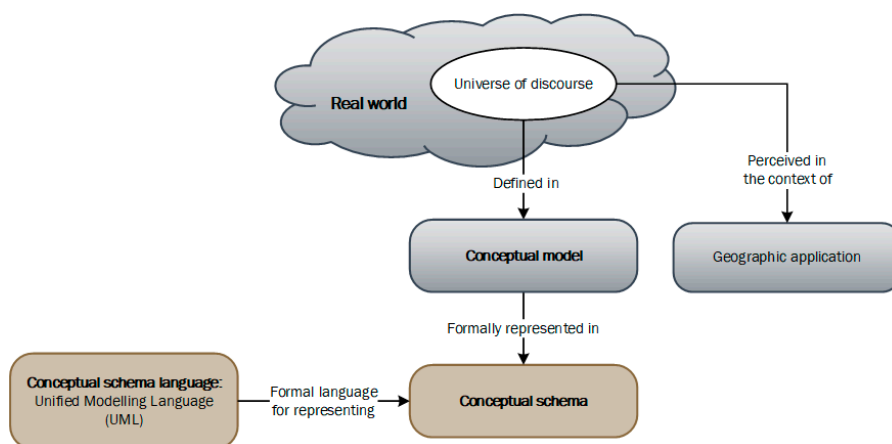 Universe of discourse
Real world
Defined in
Perceived in
the context of
Conceptual model
Geographic application
Formally represented in
Conceptual schema language:
Unified Modelling Language
(UML)
Formal language
for representing
Conceptual schema